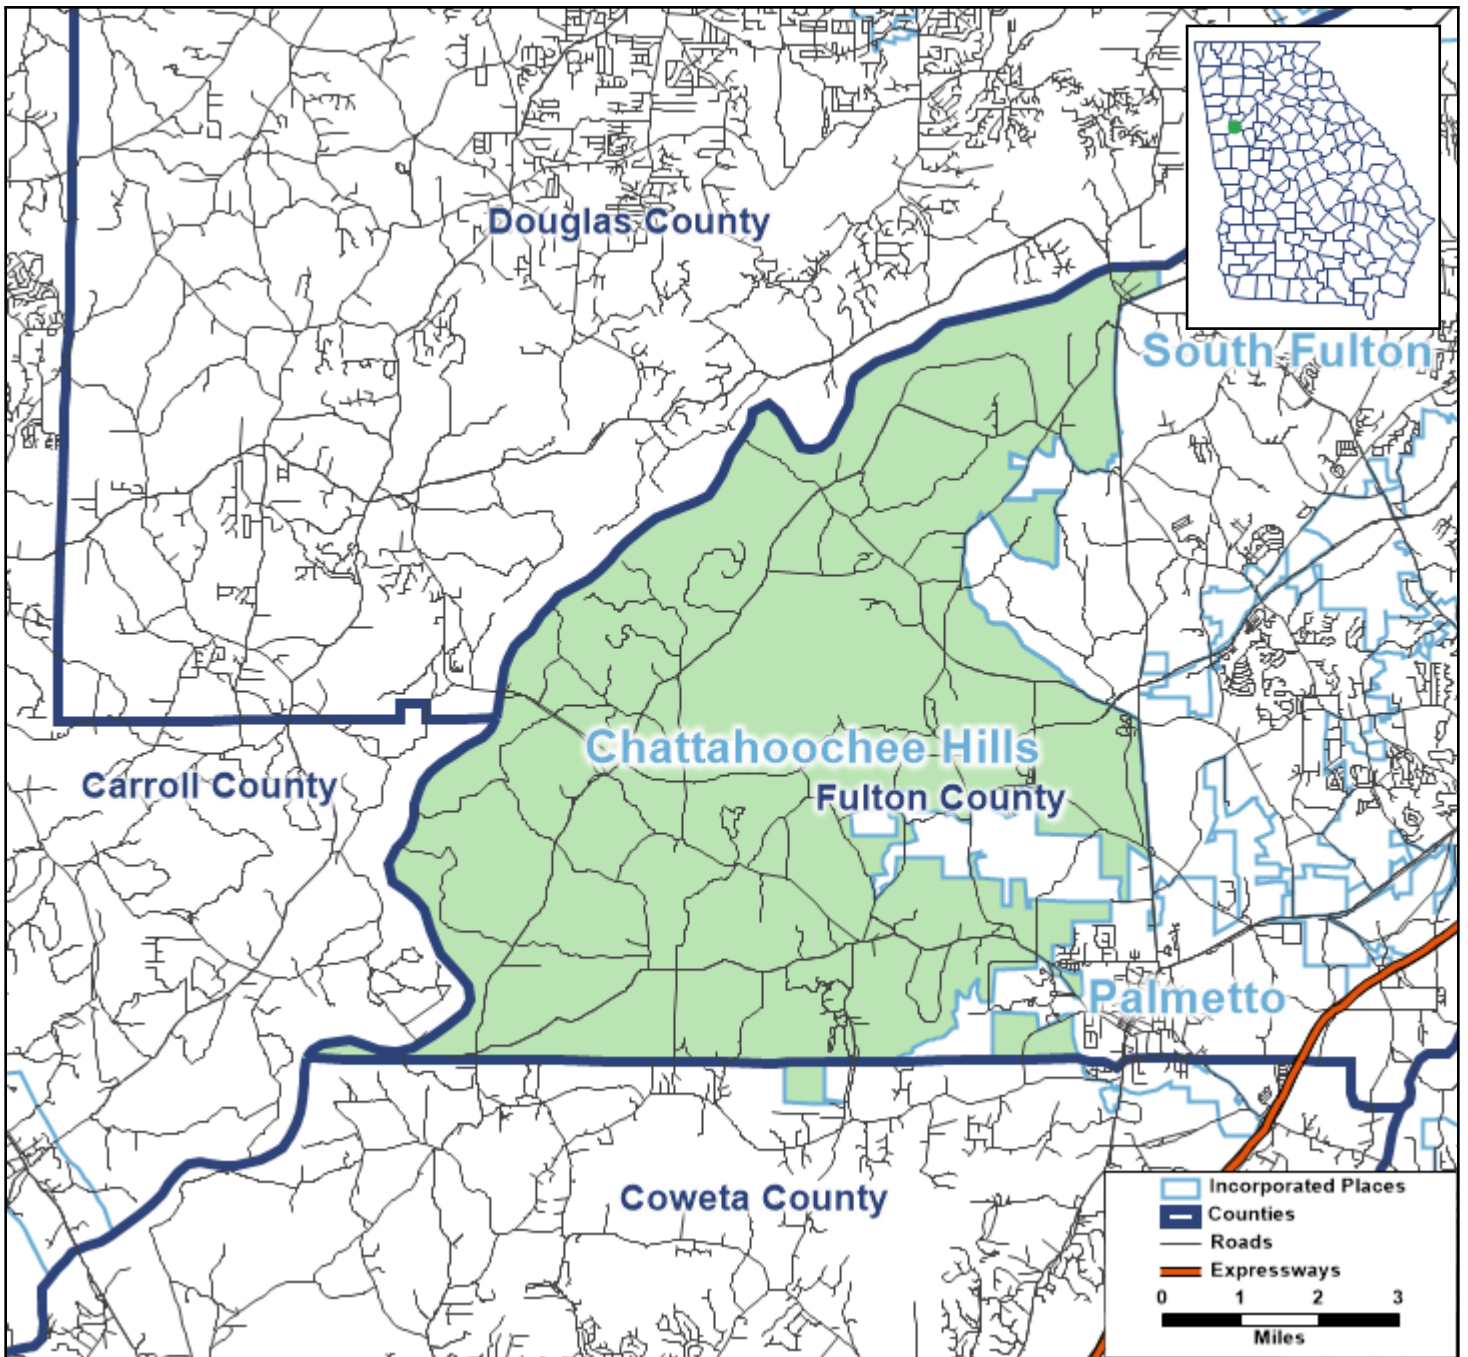 Douglas County
South Fulton
Chattahoochee Hills
Carroll County
Fulton County
Palmetto
Coweta County
Incorporated Places
Counties
Roads
Expressways
0 1 2 3
Miles